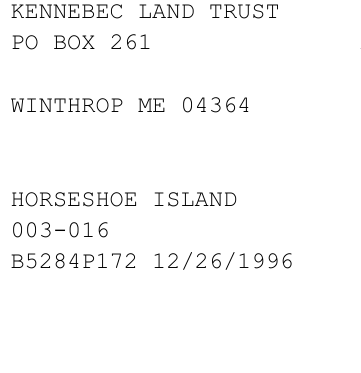 KENNEBEC LAND TRUST
PO BOX 261
WINTHROP ME 04364
HORSESHOE ISLAND
003-016
B5284P172 12/26/1996